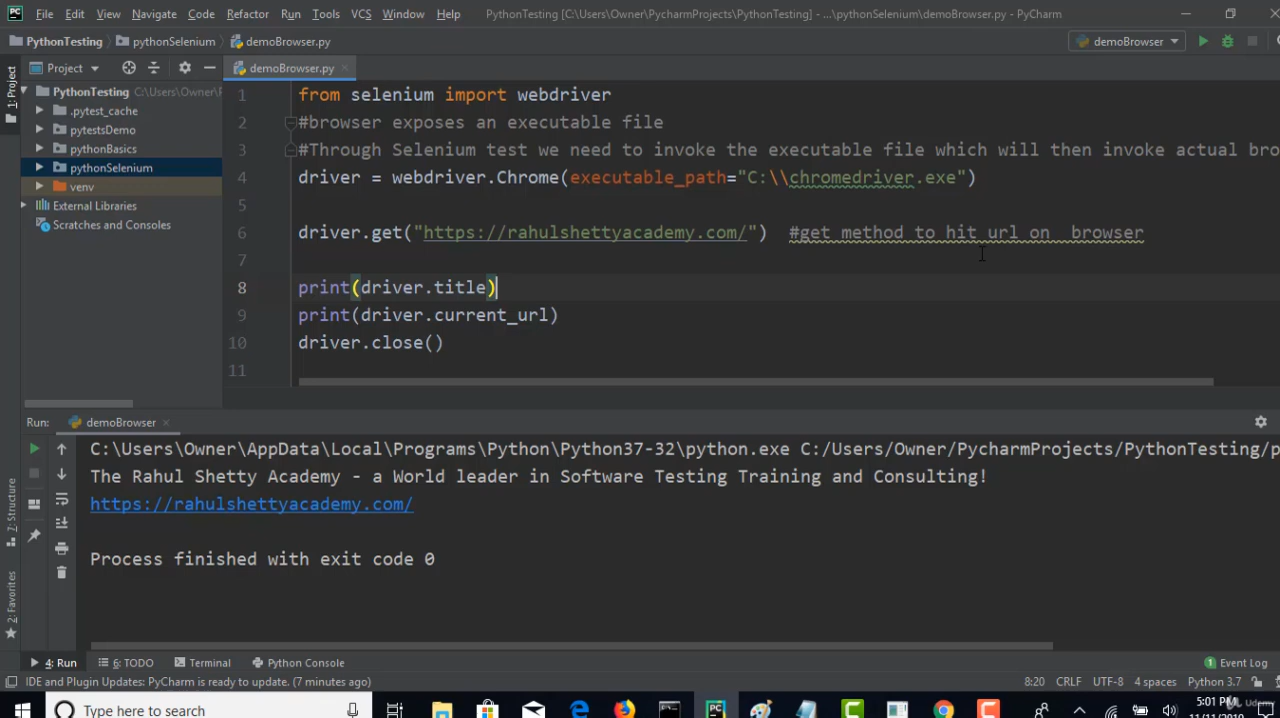 File Edit View Navigate Code Refactor Run Tools VCS Window Help PythonTesting [C:\Users\Owner\PycharmProjects\PythonTesting] - ...\pythonSelenium\demoBrowser.py - PyCharm
PythonTesting pythonSelenium demoBrowser.py demoBrowser
Project demoBrowser.py
1: Project
PythonTesting C:\Users\Owner\
.pytest_cache
pytestsDemo
pythonBasics
pythonSelenium
venv
External Libraries
Scratches and Consoles
1 from selenium import webdriver
2 #browser exposes an executable file
3 #Through Selenium test we need to invoke the executable file which will then invoke actual bro
4 driver = webdriver.Chrome(executable_path="C:\\chromedriver.exe")
5
6 driver.get("https://rahulshettyacademy.com/") #get method to hit url on browser
7
8 print(driver.title)
9 print(driver.current_url)
10 driver.close()
11
Run: demoBrowser
C:\Users\Owner\AppData\Local\Programs\Python\Python37-32\python.exe C:/Users/Owner/PycharmProjects/PythonTesting/p
The Rahul Shetty Academy - a World leader in Software Testing Training and Consulting!
https://rahulshettyacademy.com/
Process finished with exit code 0
7: Structure
2: Favorites
4: Run 6: TODO Terminal Python Console 1 Event Log
IDE and Plugin Updates: PyCharm is ready to update. (7 minutes ago) 8:20 CRLF UTF-8 4 spaces Python 3.7
Type here to search
5:01 PM